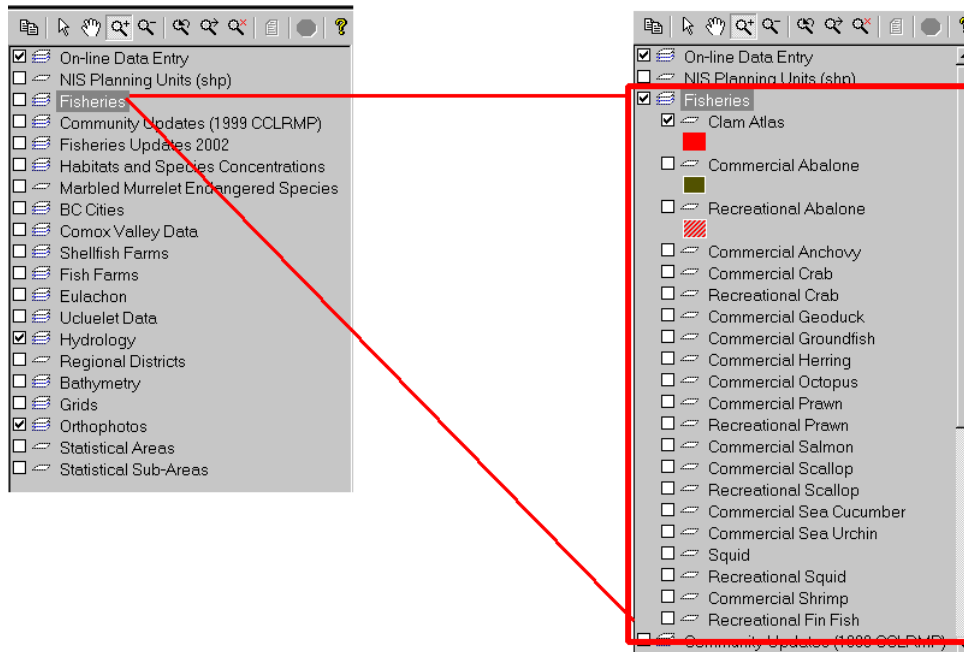 On-line Data Entry
NIS Planning Units (shp)
Fisheries
Community Updates (1999 CCLRMP)
Fisheries Updates 2002
Habitats and Species Concentrations
Marbled Murrelet Endangered Species
BC Cities
Comox Valley Data
Shellfish Farms
Fish Farms
Eulachon
Ucluelet Data
Hydrology
Regional Districts
Bathymetry
Grids
Orthophotos
Statistical Areas
Statistical Sub-Areas
On-line Data Entry
NIS Planning Units (shp)
Fisheries
Clam Atlas
Commercial Abalone
Recreational Abalone
Commercial Anchovy
Commercial Crab
Recreational Crab
Commercial Geoduck
Commercial Groundfish
Commercial Herring
Commercial Octopus
Commercial Prawn
Recreational Prawn
Commercial Salmon
Commercial Scallop
Recreational Scallop
Commercial Sea Cucumber
Commercial Sea Urchin
Squid
Recreational Squid
Commercial Shrimp
Recreational Fin Fish
Community Updates (1999 CCLRMP)